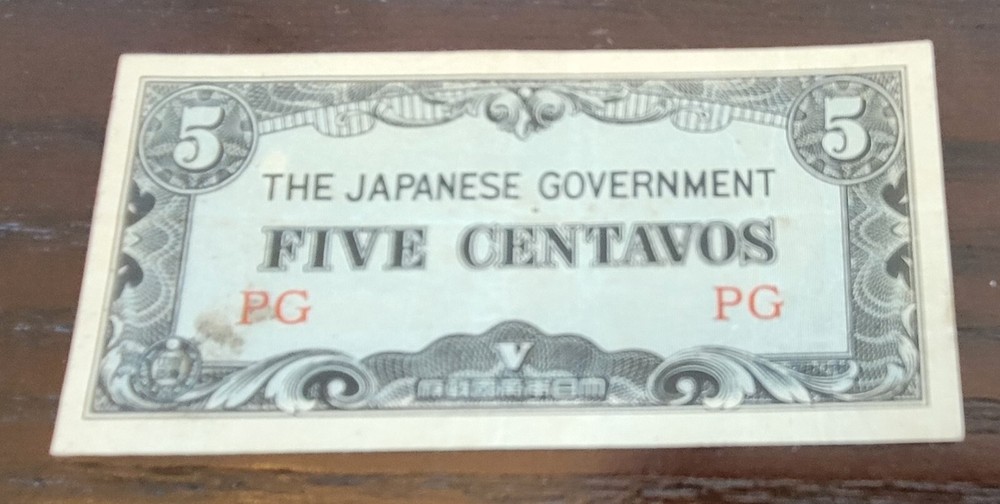 5 5
THE JAPANESE GOVERNMENT
FIVE CENTAVOS
PG PG
V